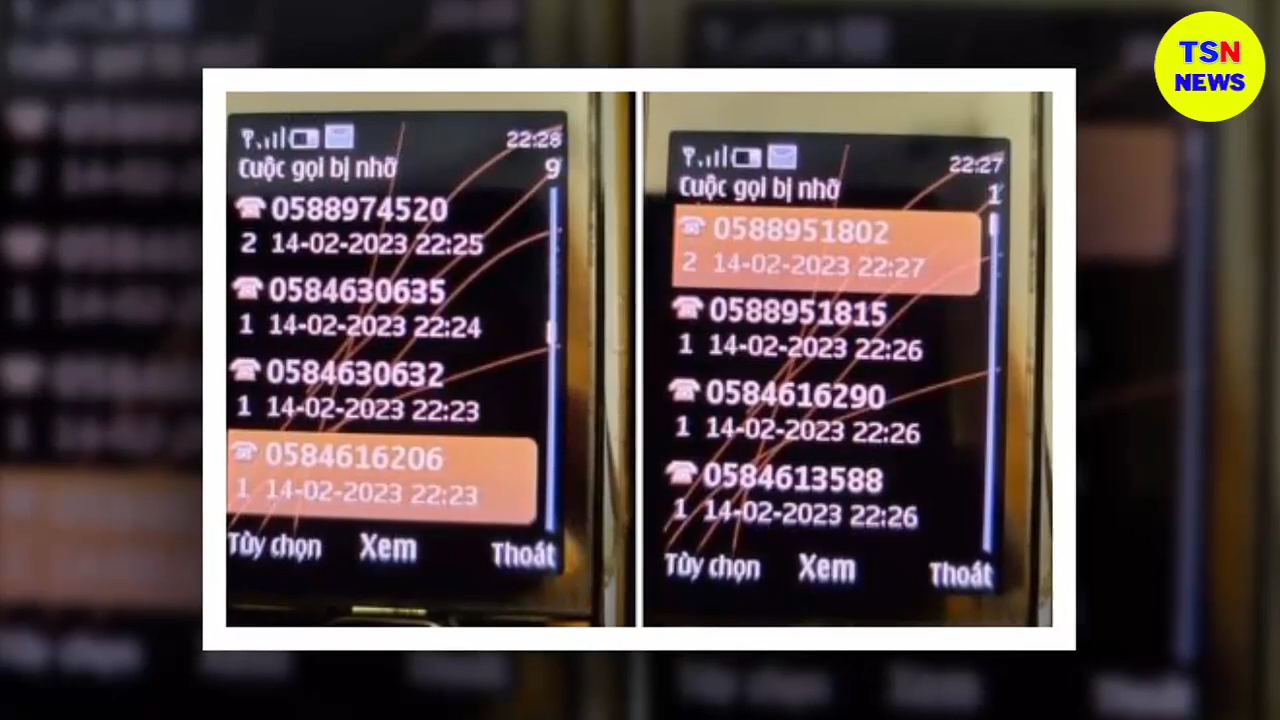 TSN
NEWS
22:28
Cuộc gọi bị nhỡ
9
0588974520
2 14-02-2023 22:25
0584630635
1 14-02-2023 22:24
0584630632
1 14-02-2023 22:23
0584616206
1 14-02-2023 22:23
Tùy chọn Xem Thoát
22:27
Cuộc gọi bị nhỡ
1
0588951802
2 14-02-2023 22:27
0588951815
1 14-02-2023 22:26
0584616290
1 14-02-2023 22:26
0584613588
1 14-02-2023 22:26
Tùy chọn Xem Thoát